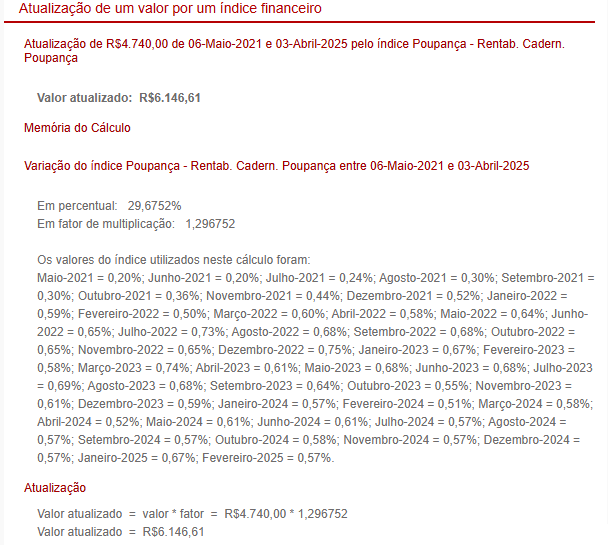 Atualização de um valor por um índice financeiro
Atualização de R$4.740,00 de 06-Maio-2021 e 03-Abril-2025 pelo índice Poupança - Rentab. Cadern.
Poupança
Valor atualizado: R$6.146,61
Memória do Cálculo
Variação do índice Poupança - Rentab. Cadern. Poupança entre 06-Maio-2021 e 03-Abril-2025
Em percentual: 29,6752%
Em fator de multiplicação: 1,296752
Os valores do índice utilizados neste cálculo foram:
Maio-2021 = 0,20%; Junho-2021 = 0,20%; Julho-2021 = 0,24%; Agosto-2021 = 0,30%; Setembro-2021 =
0,30%; Outubro-2021 = 0,36%; Novembro-2021 = 0,44%; Dezembro-2021 = 0,52%; Janeiro-2022 =
0,59%; Fevereiro-2022 = 0,50%; Março-2022 = 0,60%; Abril-2022 = 0,58%; Maio-2022 = 0,64%; Junho-
2022 = 0,65%; Julho-2022 = 0,73%; Agosto-2022 = 0,68%; Setembro-2022 = 0,68%; Outubro-2022 =
0,65%; Novembro-2022 = 0,65%; Dezembro-2022 = 0,75%; Janeiro-2023 = 0,67%; Fevereiro-2023 =
0,58%; Março-2023 = 0,74%; Abril-2023 = 0,61%; Maio-2023 = 0,68%; Junho-2023 = 0,68%; Julho-2023
= 0,69%; Agosto-2023 = 0,68%; Setembro-2023 = 0,64%; Outubro-2023 = 0,55%; Novembro-2023 =
0,61%; Dezembro-2023 = 0,59%; Janeiro-2024 = 0,57%; Fevereiro-2024 = 0,51%; Março-2024 = 0,58%;
Abril-2024 = 0,52%; Maio-2024 = 0,61%; Junho-2024 = 0,61%; Julho-2024 = 0,57%; Agosto-2024 =
0,57%; Setembro-2024 = 0,57%; Outubro-2024 = 0,58%; Novembro-2024 = 0,57%; Dezembro-2024 =
0,57%; Janeiro-2025 = 0,67%; Fevereiro-2025 = 0,57%.
Atualização
Valor atualizado = valor * fator = R$4.740,00 * 1,296752
Valor atualizado = R$6.146,61